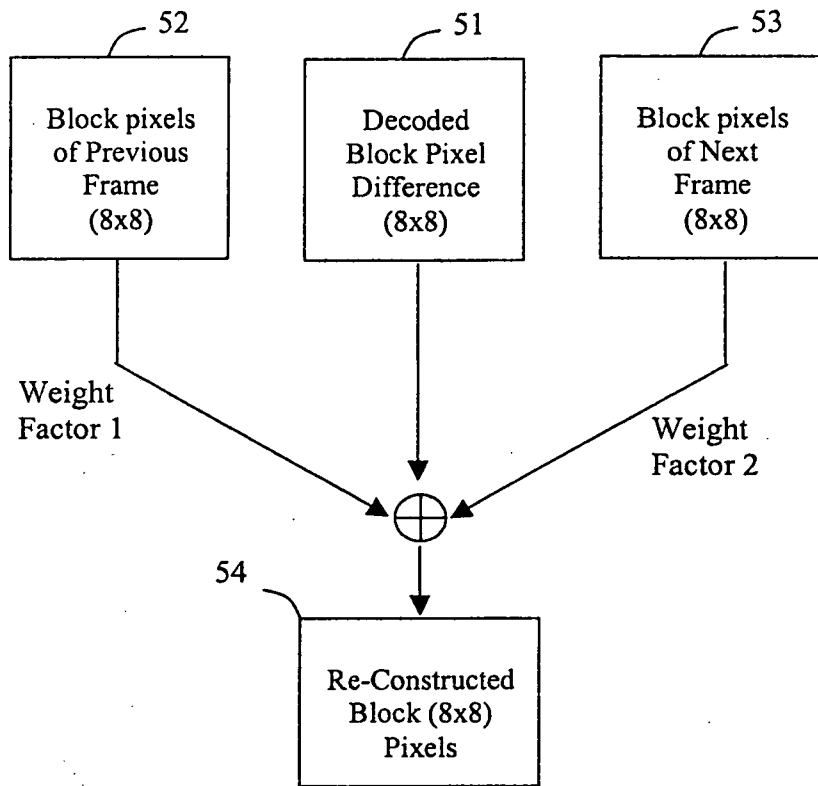 52
51
53
Block pixels
of Previous
Frame
(8x8)
Decoded
Block Pixel
Difference
(8x8)
Block pixels
of Next
Frame
(8x8)
Weight
Factor 1
Weight
Factor 2
54
Re-Constructed
Block (8x8)
Pixels